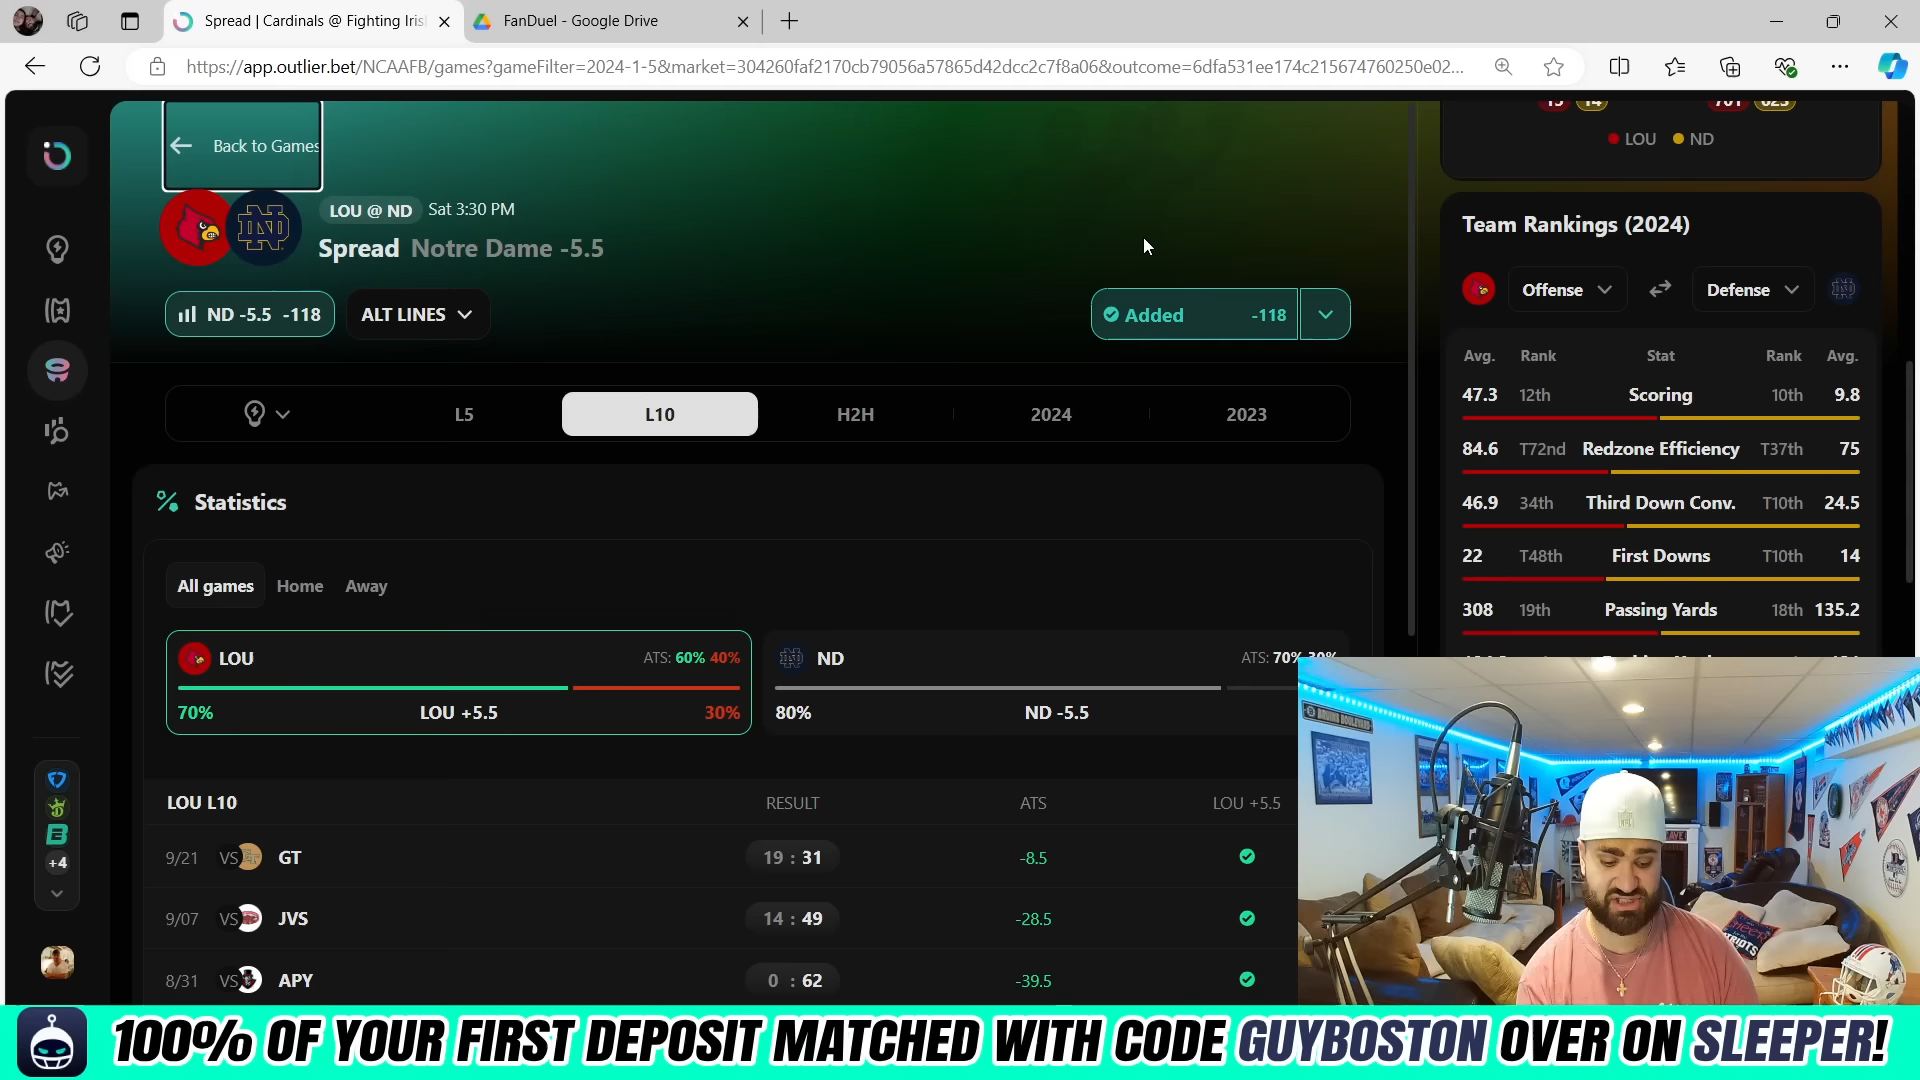 Spread | Cardinals @ Fighting Iris
FanDuel - Google Drive
https://app.outlier.bet/NCAAFB/games?gameFilter=2024-1-5&market=304260faf2170cb79056a57865d42dcc2c7f8a06&outcome=6dfa531ee174c215674760250e02...
Back to Games
LOU @ ND Sat 3:30 PM
Spread Notre Dame -5.5
ND -5.5 -118 ALT LINES
Added -118
L5 L10 H2H 2024 2023
Statistics
All games Home Away
LOU ATS: 60% 40%
70% LOU +5.5 30%
ND ATS: 70% 30%
80% ND -5.5
LOU L10 RESULT ATS LOU +5.5
9/21 VS GT 19 : 31 -8.5
9/07 VS JVS 14 : 49 -28.5
8/31 VS APY 0 : 62 -39.5
+4
LOU ND
Team Rankings (2024)
Offense Defense
Avg. Rank Stat Rank Avg.
47.3 12th Scoring 10th 9.8
84.6 T72nd Redzone Efficiency T37th 75
46.9 34th Third Down Conv. T10th 24.5
22 T48th First Downs T10th 14
308 19th Passing Yards 18th 135.2
100% OF YOUR FIRST DEPOSIT MATCHED WITH CODE GUYBOSTON OVER ON SLEEPER!